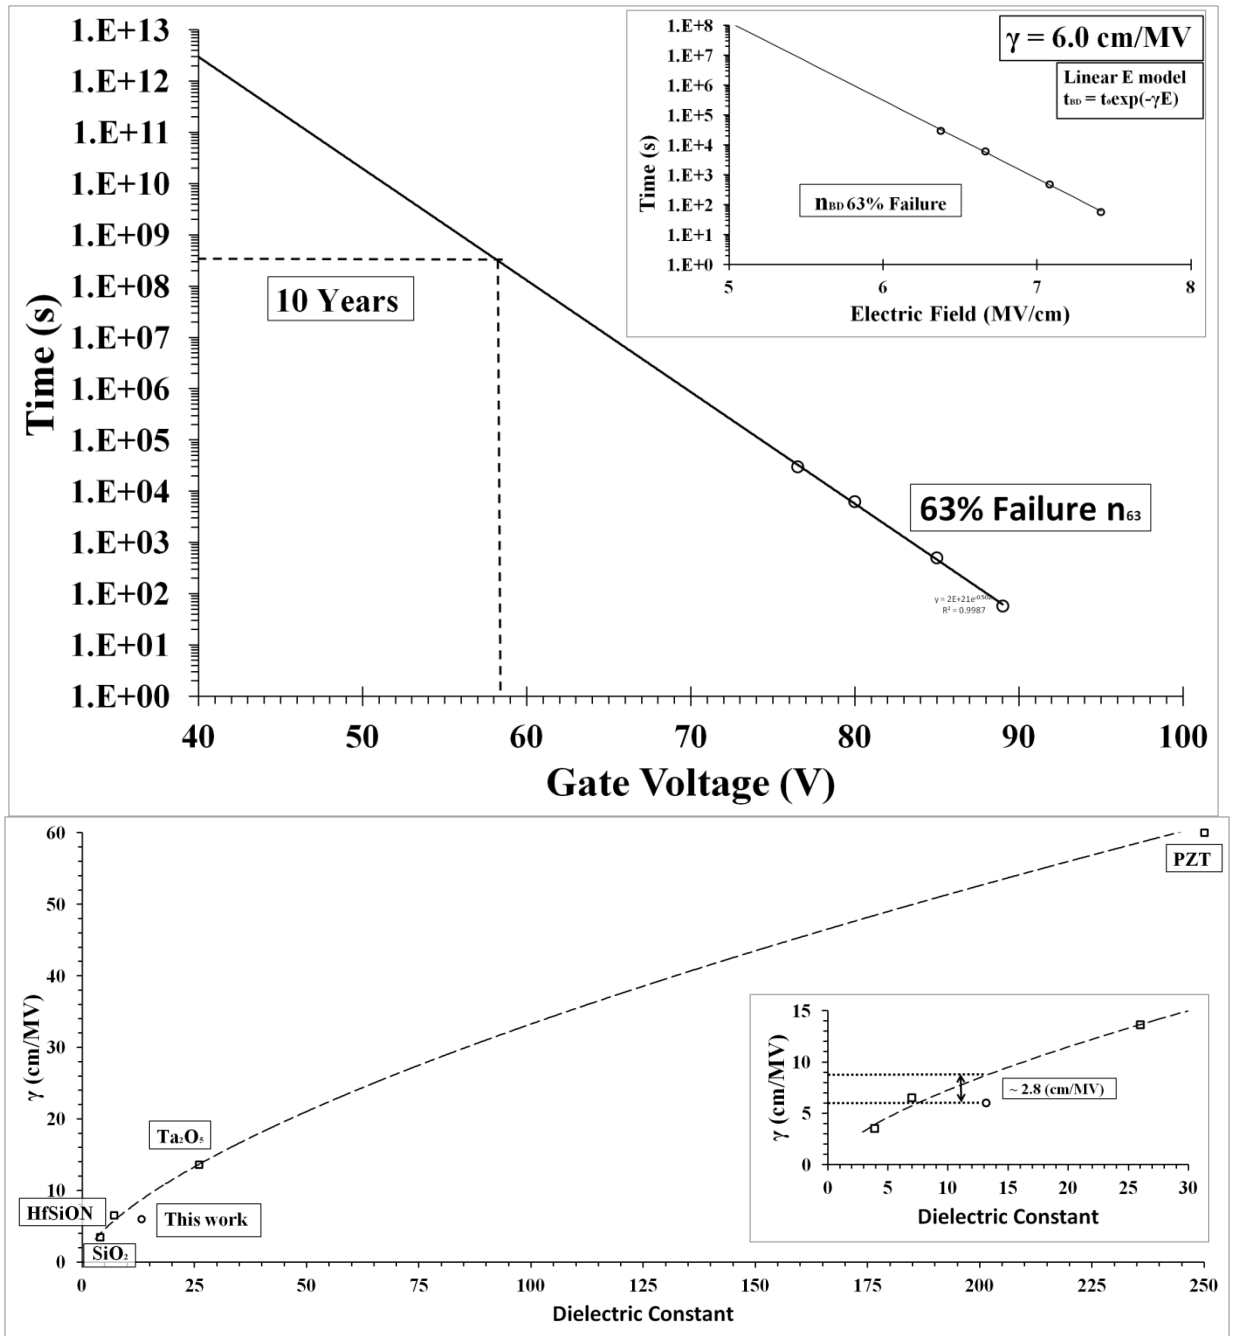 1.E+13
1.E+12
1.E+11
1.E+10
1.E+09
1.E+08
1.E+07
1.E+06
1.E+05
1.E+04
1.E+03
1.E+02
1.E+01
1.E+00
Time (s)
40 50 60 70 80 90 100
Gate Voltage (V)
10 Years
63% Failure n₆₃
y = 2E+21e
R² = 0.9987
1.E+8
1.E+7
1.E+6
1.E+5
1.E+4
1.E+3
1.E+2
1.E+1
1.E+0
Time (s)
5 6 7 8
Electric Field (MV/cm)
γ = 6.0 cm/MV
Linear E model
t_BD = t₀exp(-γE)
n_BD 63% Failure
60
50
40
30
20
10
0
γ (cm/MV)
0 25 50 75 100 125 150 175 200 225 250
Dielectric Constant
PZT
Ta₂O₅
HfSiON
This work
SiO₂
15
10
5
0
γ (cm/MV)
~ 2.8 (cm/MV)
0 5 10 15 20 25 30
Dielectric Constant